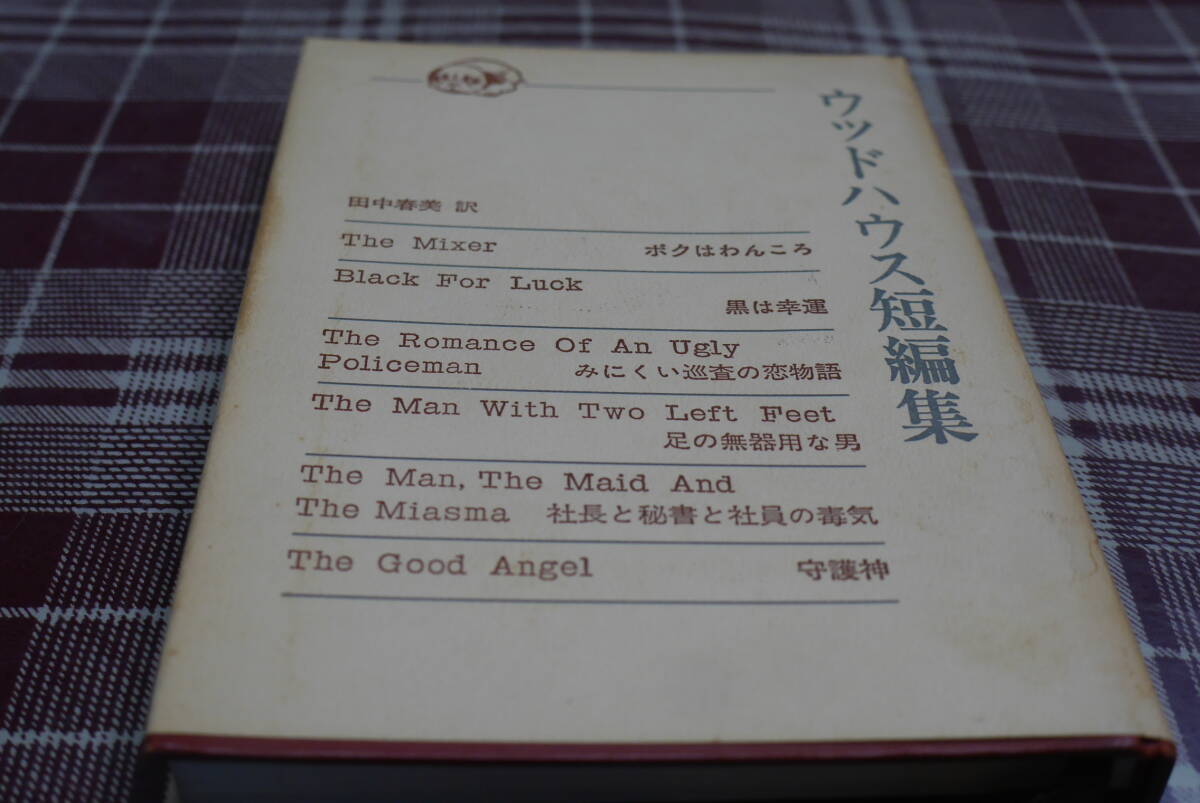 ウッドハウス短編集
田中春美 訳
The Mixer ボクはわんころ
Black For Luck
黒は幸運
The Romance Of An Ugly
Policeman みにくい巡査の恋物語
The Man With Two Left Feet
足の無器用な男
The Man, The Maid And
The Miasma 社長と秘書と社員の毒気
The Good Angel 守護神